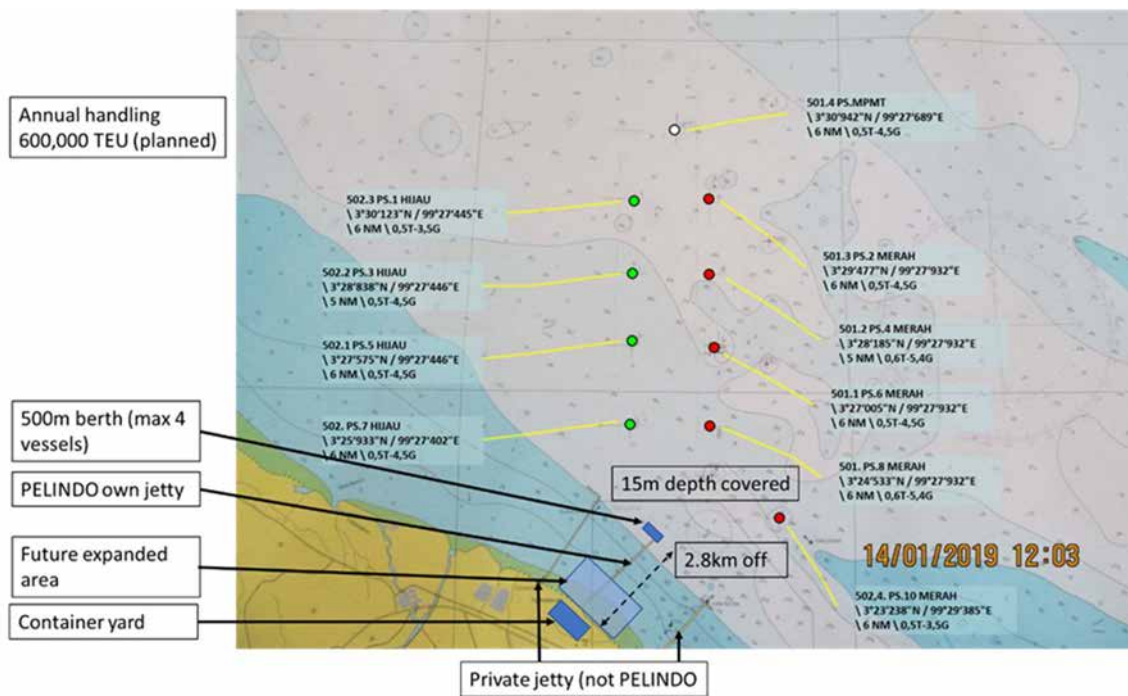 Annual handling
600,000 TEU (planned)
501.4 PS.MPMT
\ 3°30'942"N / 99°27'689"E
\ 6 NM \ 0,5T-4,5G
502.3 PS.1 HIJAU
\ 3°30'123"N / 99°27'445"E
\ 6 NM \ 0,5T-3,5G
501.3 PS.2 MERAH
\ 3°29'477"N / 99°27'932"E
\ 6 NM \ 0,5T-4,5G
502.2 PS.3 HIJAU
\ 3°28'838"N / 99°27'446"E
\ 5 NM \ 0,5T-4,5G
501.2 PS.4 MERAH
\ 3°28'185"N / 99°27'932"E
\ 5 NM \ 0,6T-5,4G
502.1 PS.5 HIJAU
\ 3°27'575"N / 99°27'446"E
\ 6 NM \ 0,5T-4,5G
501.1 PS.6 MERAH
\ 3°27'005"N / 99°27'932"E
\ 6 NM \ 0,5T-4,5G
502. PS.7 HIJAU
\ 3°25'933"N / 99°27'402"E
\ 6 NM \ 0,5T-4,5G
501. PS.8 MERAH
\ 3°24'533"N / 99°27'932"E
\ 6 NM \ 0,6T-5,4G
500m berth (max 4
vessels)
15m depth covered
PELINDO own jetty
2.8km off
14/01/2019 12:03
Future expanded
area
502,4. PS.10 MERAH
\ 3°23'238"N / 99°29'385"E
\ 6 NM \ 0,5T-3,5G
Container yard
Private jetty (not PELINDO